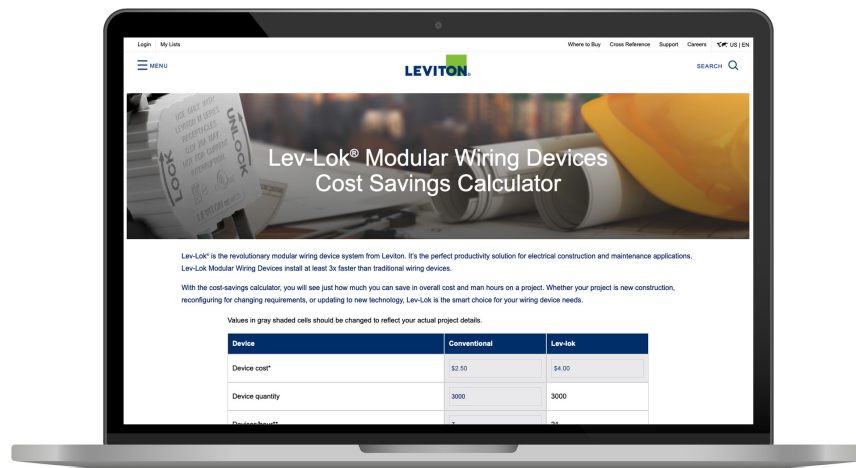 Login My Lists
Where to Buy Cross Reference Support Careers US | EN
MENU
LEVITON
SEARCH
USE ONLY WITH
RECEPTACLES.
UNLOCK
LOCK
Lev-Lok® Modular Wiring Devices
Cost Savings Calculator
Lev-Lok® is the revolutionary modular wiring device system from Leviton. It's the perfect productivity solution for electrical construction and maintenance applications.
Lev-Lok Modular Wiring Devices install at least 3x faster than traditional wiring devices.
With the cost-savings calculator, you will see just how much you can save in overall cost and man hours on a project. Whether your project is new construction,
reconfiguring for changing requirements, or updating to new technology, Lev-Lok is the smart choice for your wiring device needs.
Values in gray shaded cells should be changed to reflect your actual project details.
Device Conventional Lev-lok
Device cost* $2.50 $4.00
Device quantity 3000 3000